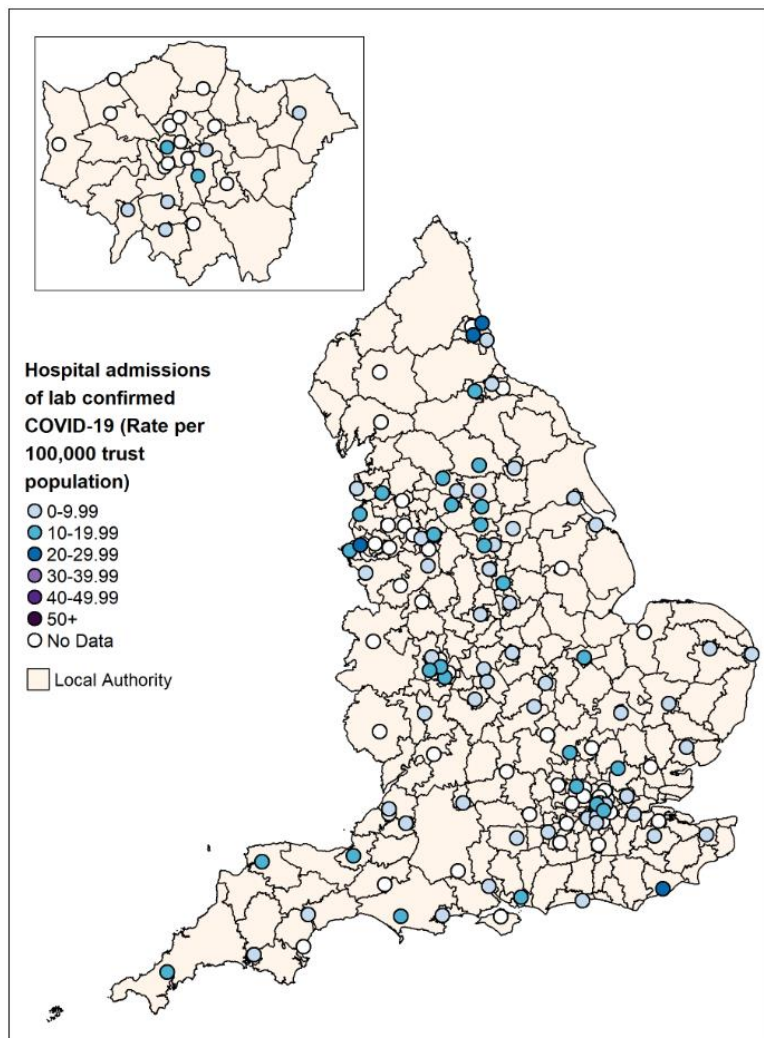 Hospital admissions
of lab confirmed
COVID-19 (Rate per
100,000 trust
population)
0-9.99
10-19.99
20-29.99
30-39.99
40-49.99
50+
No Data
Local Authority